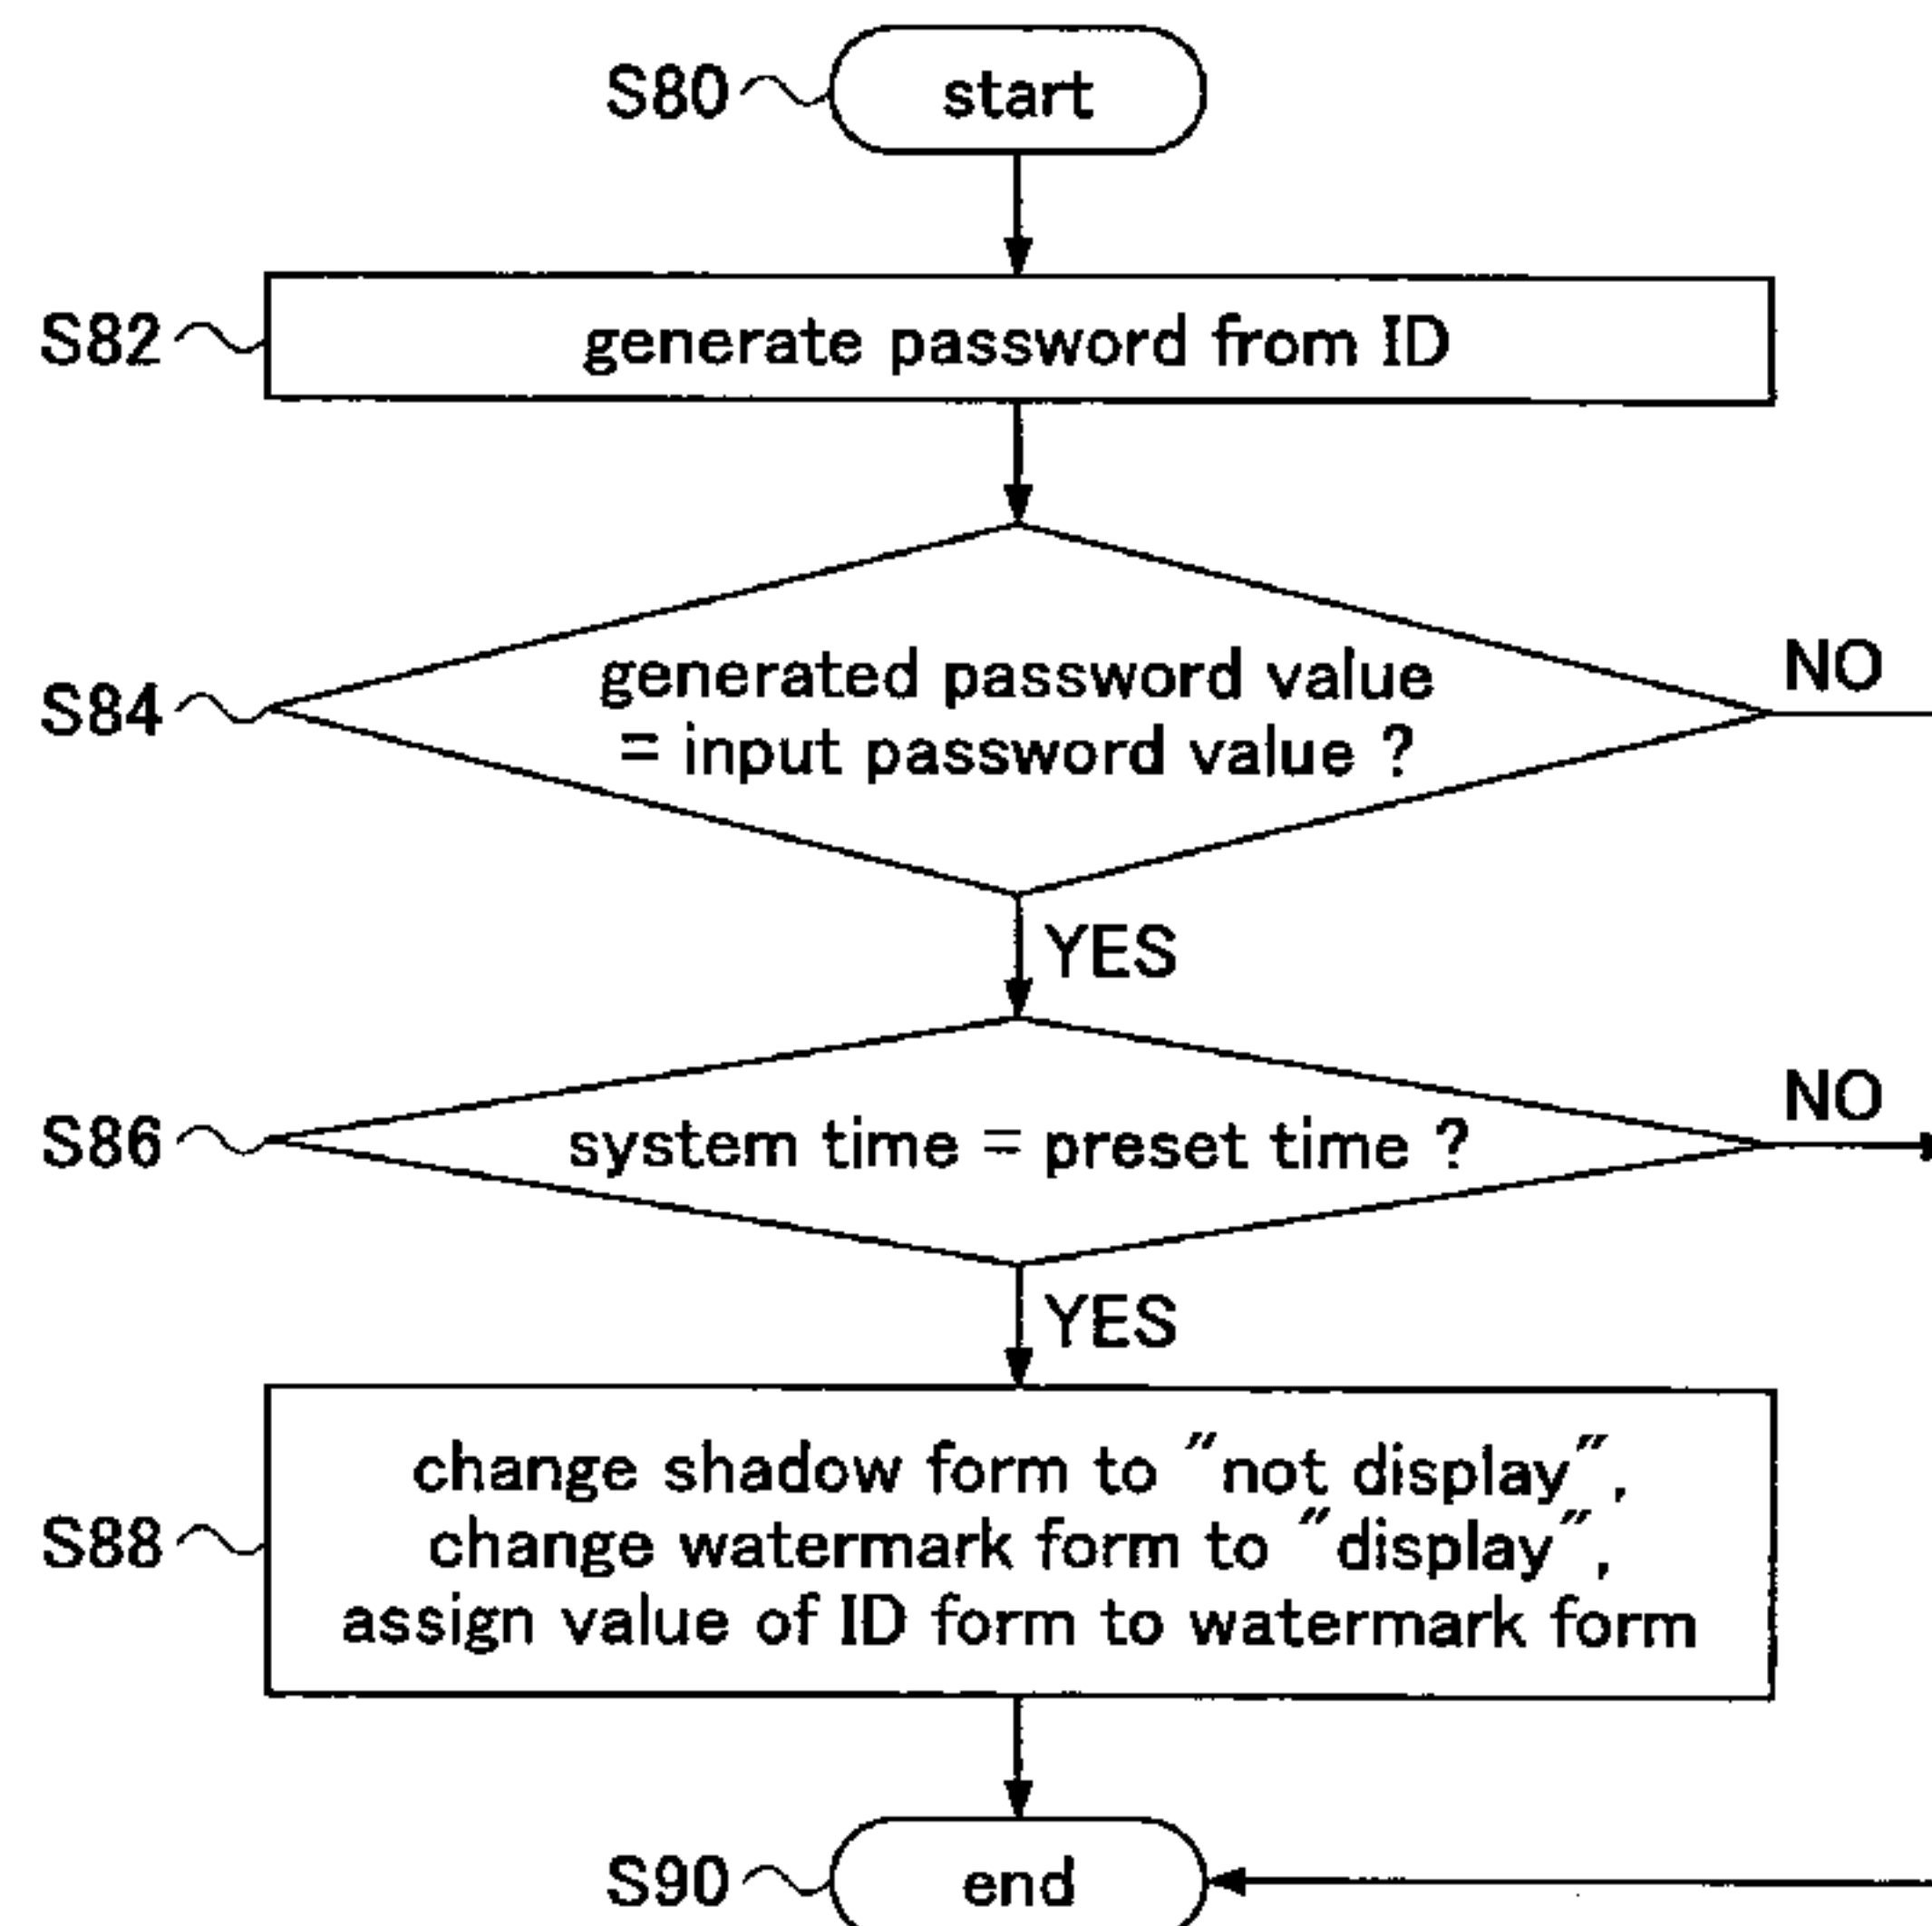 S80
start
S82
generate password from ID
S84
generated password value
= input password value ?
NO
YES
S86
system time = preset time ?
NO
YES
S88
change shadow form to "not display",
change watermark form to "display",
assign value of ID form to watermark form
S90
end